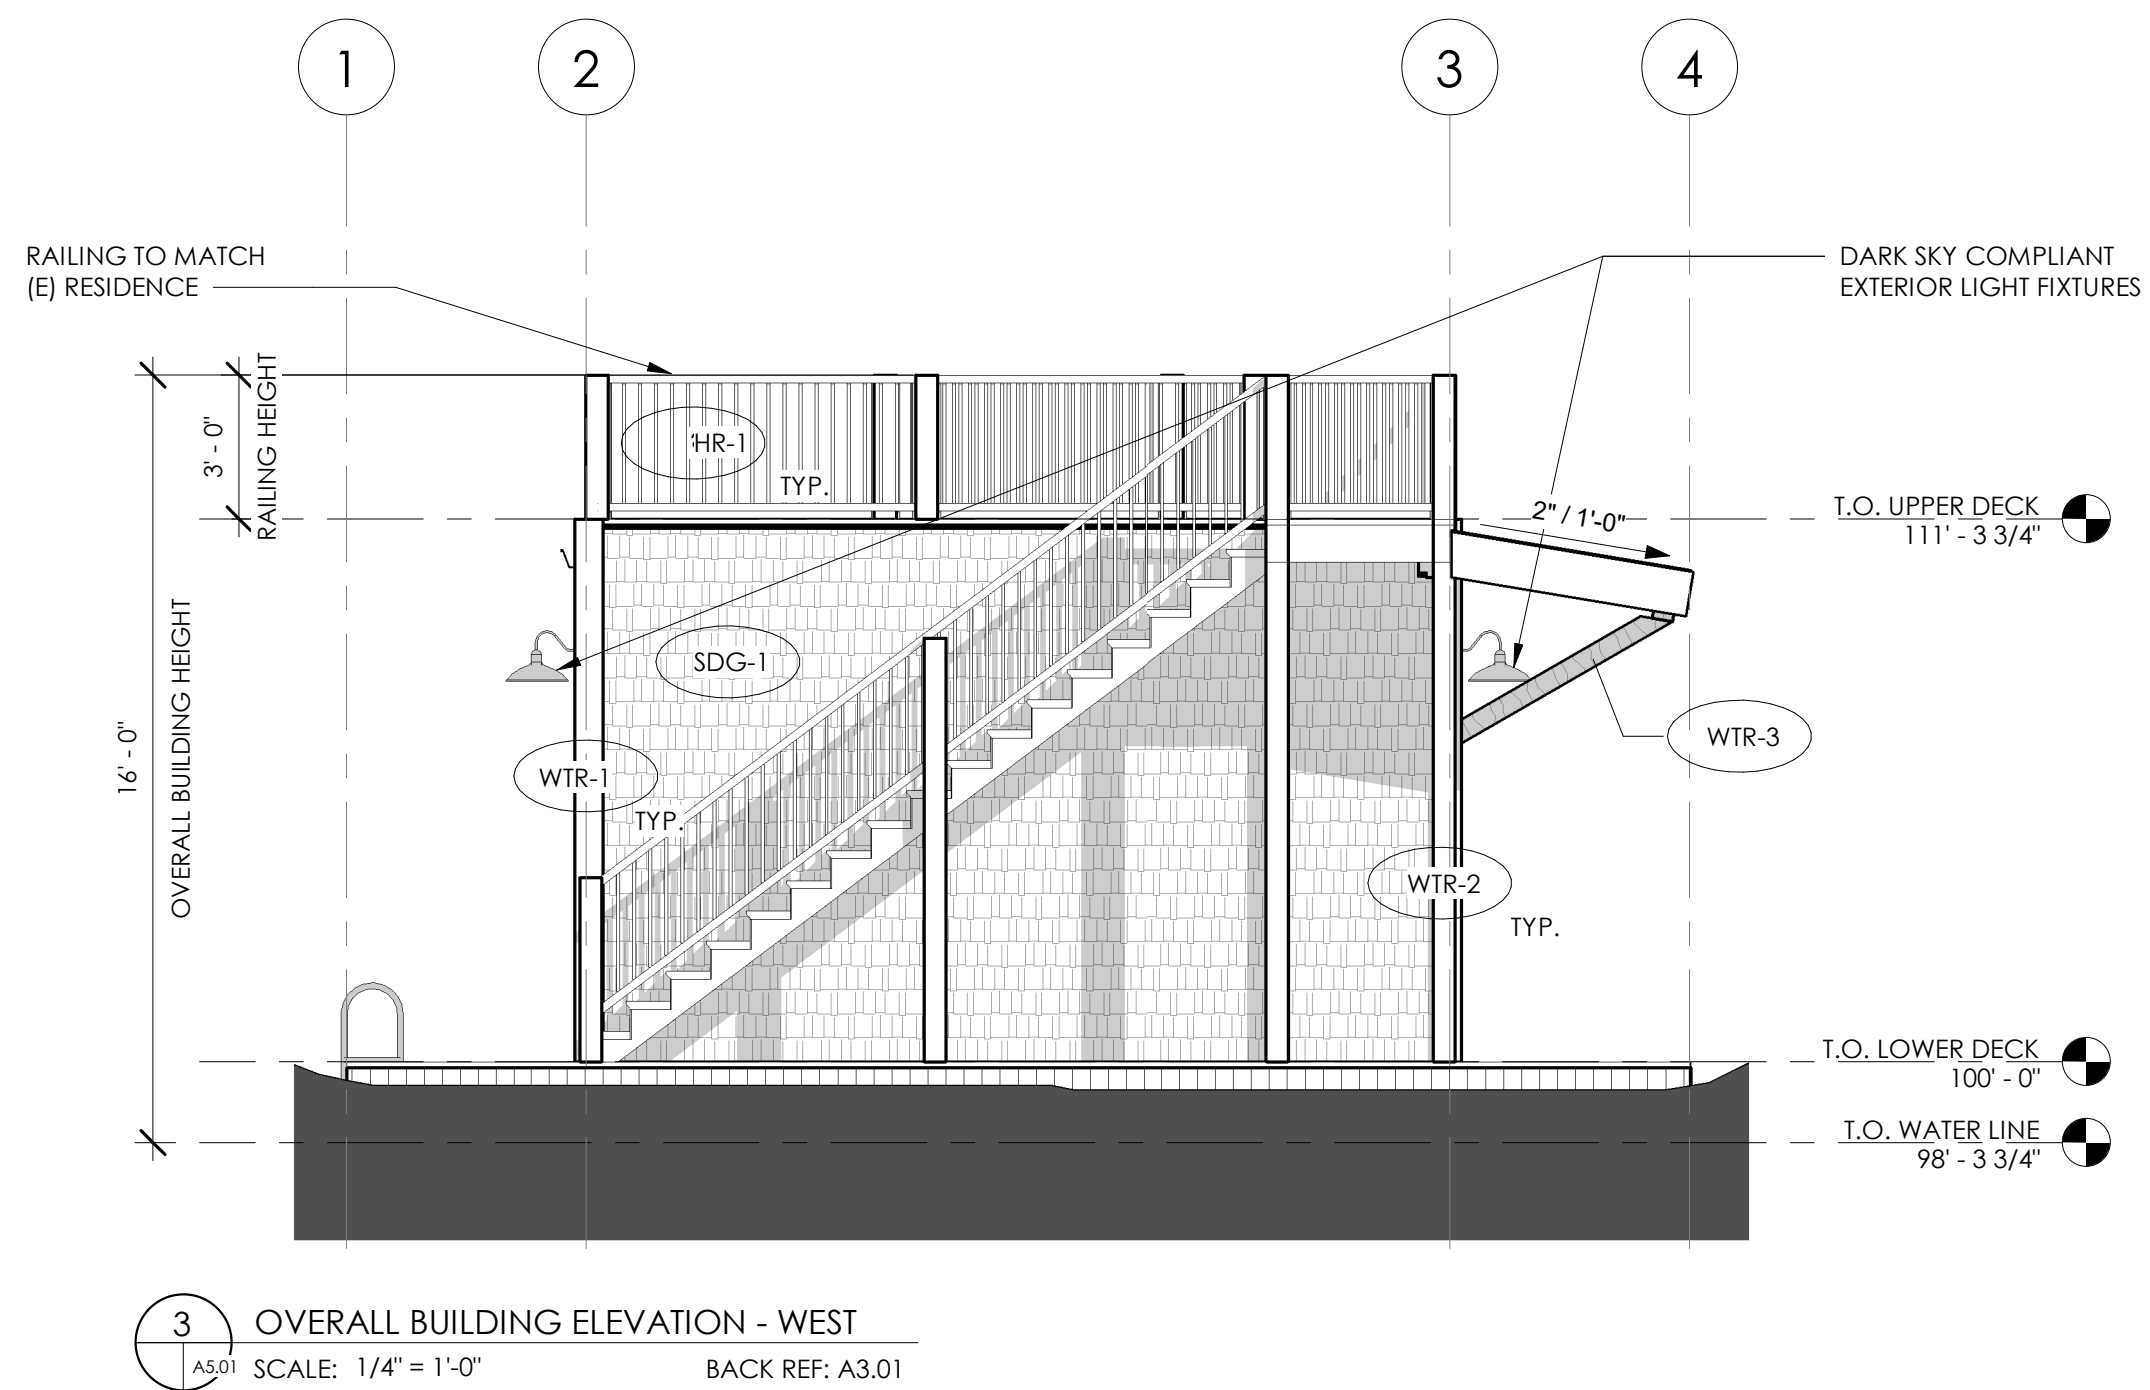 1
2
3
4
RAILING TO MATCH
(E) RESIDENCE
DARK SKY COMPLIANT
EXTERIOR LIGHT FIXTURES
3' - 0"
RAILING HEIGHT
HR-1
TYP.
2" / 1'-0"
T.O. UPPER DECK
111' - 3 3/4"
16' - 0"
OVERALL BUILDING HEIGHT
SDG-1
WTR-1
TYP.
WTR-3
WTR-2
TYP.
T.O. LOWER DECK
100' - 0"
T.O. WATER LINE
98' - 3 3/4"
3
A5.01
OVERALL BUILDING ELEVATION - WEST
SCALE: 1/4" = 1'-0"
BACK REF: A3.01